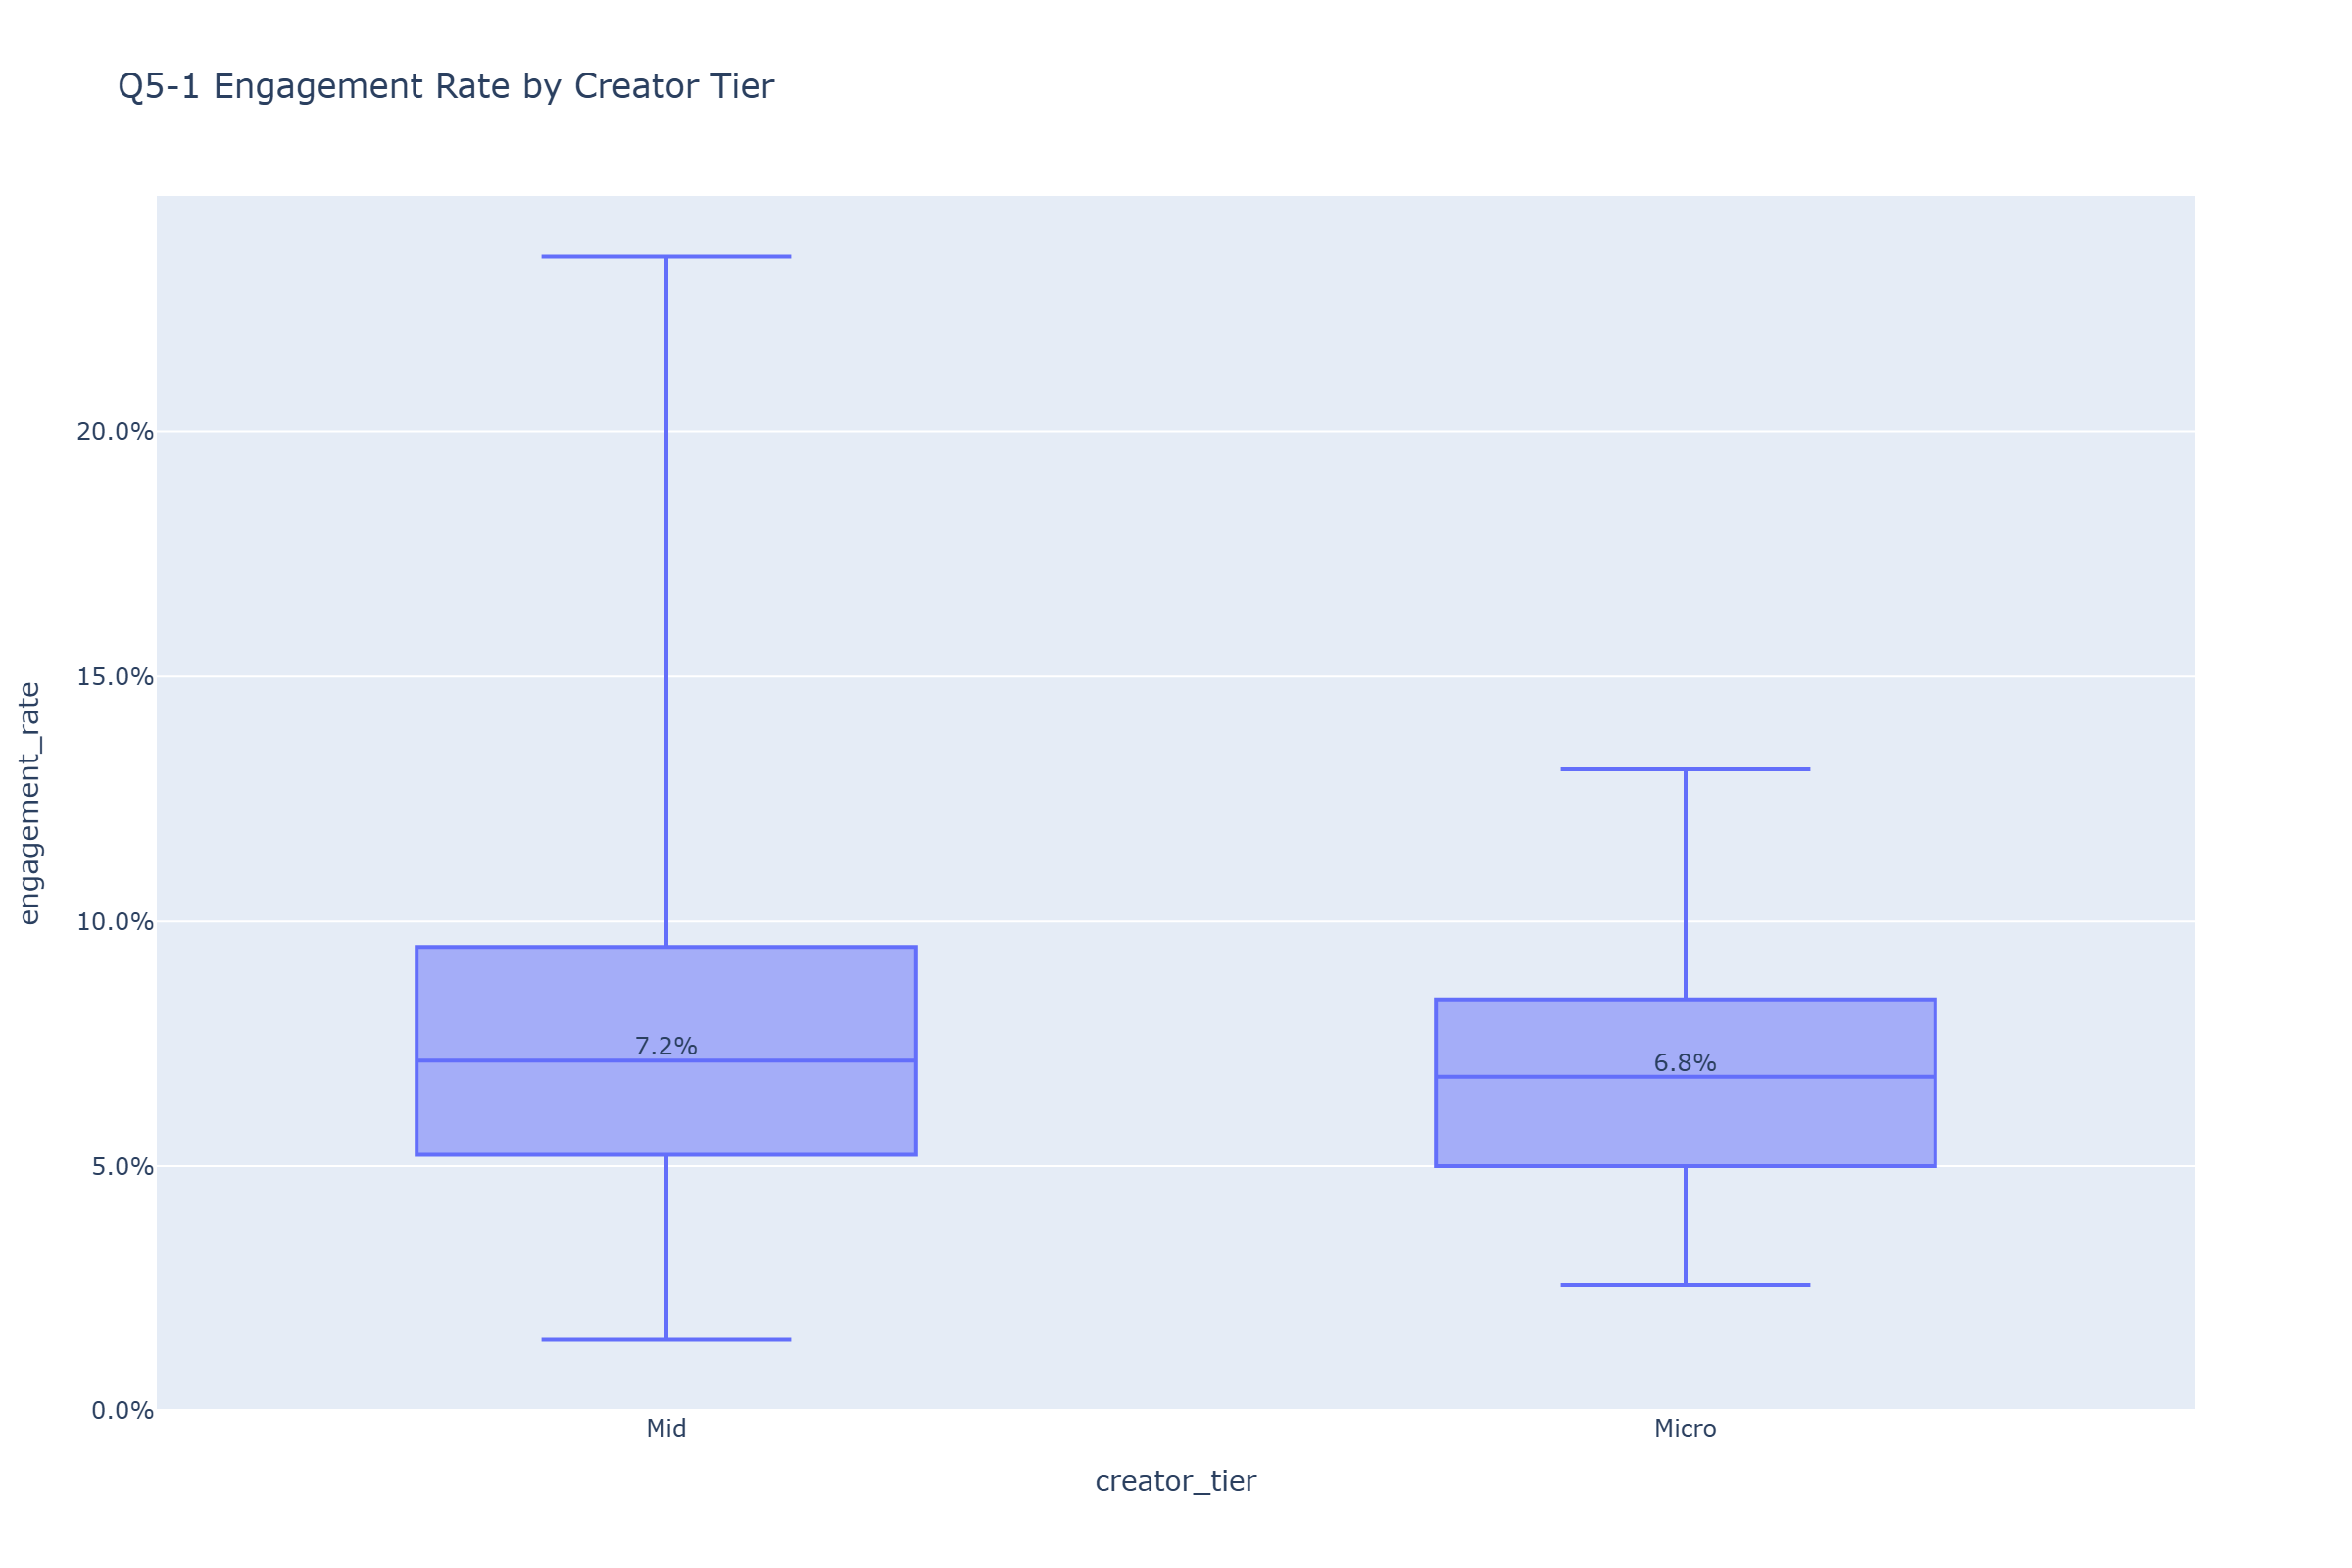 Q5-1 Engagement Rate by Creator Tier
engagement_rate
20.0%
15.0%
10.0%
5.0%
0.0%
7.2%
6.8%
Mid
Micro
creator_tier